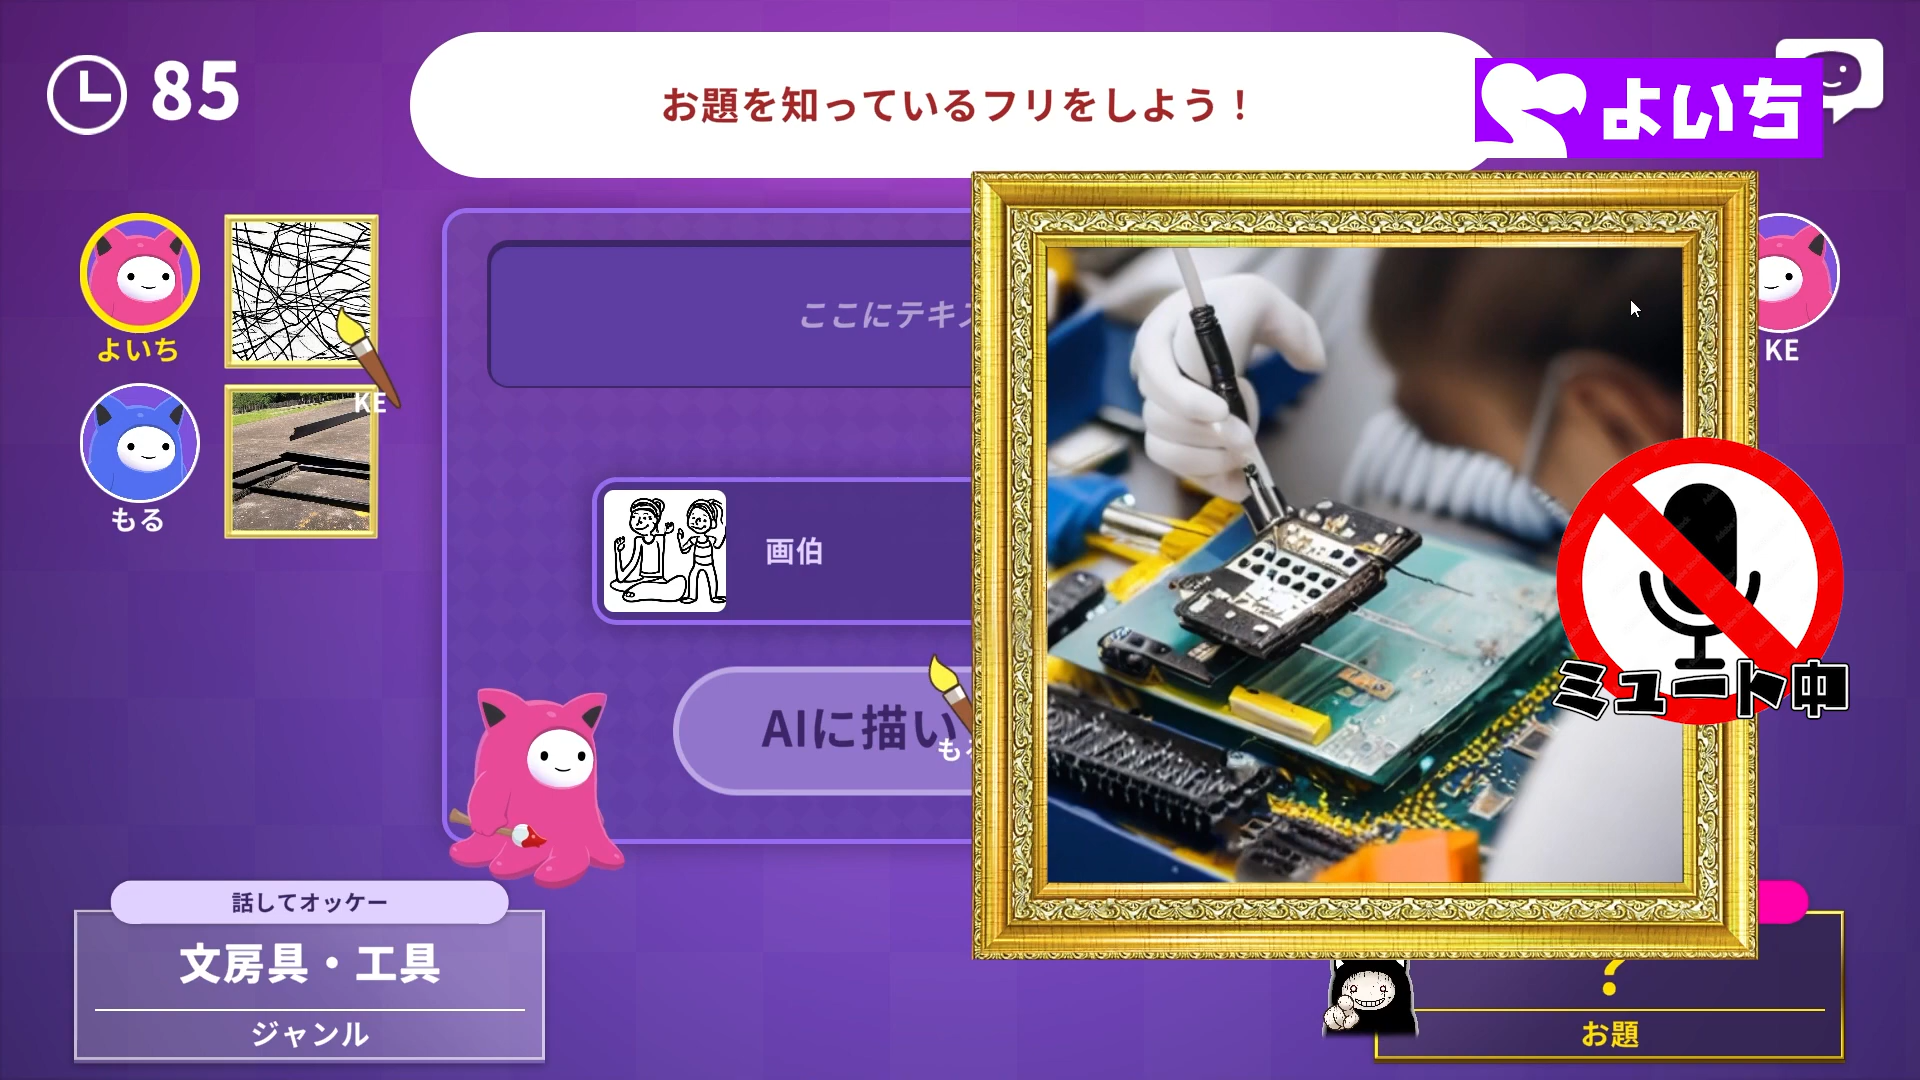 85
お題を知っているフリをしよう！
よいち
よいち
KE
もる
KE
ここにテキ
画伯
AIに描い
も
ミュート中
話してオッケー
文房具・工具
ジャンル
?
お題